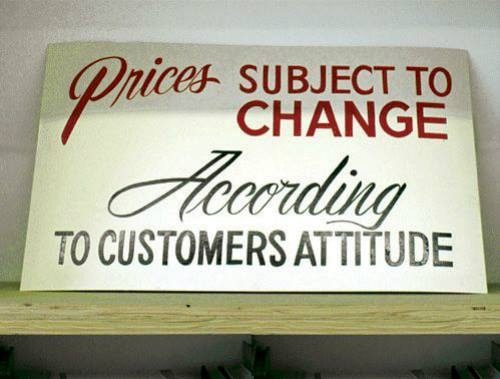 Prices SUBJECT TO
CHANGE
According
TO CUSTOMERS ATTITUDE